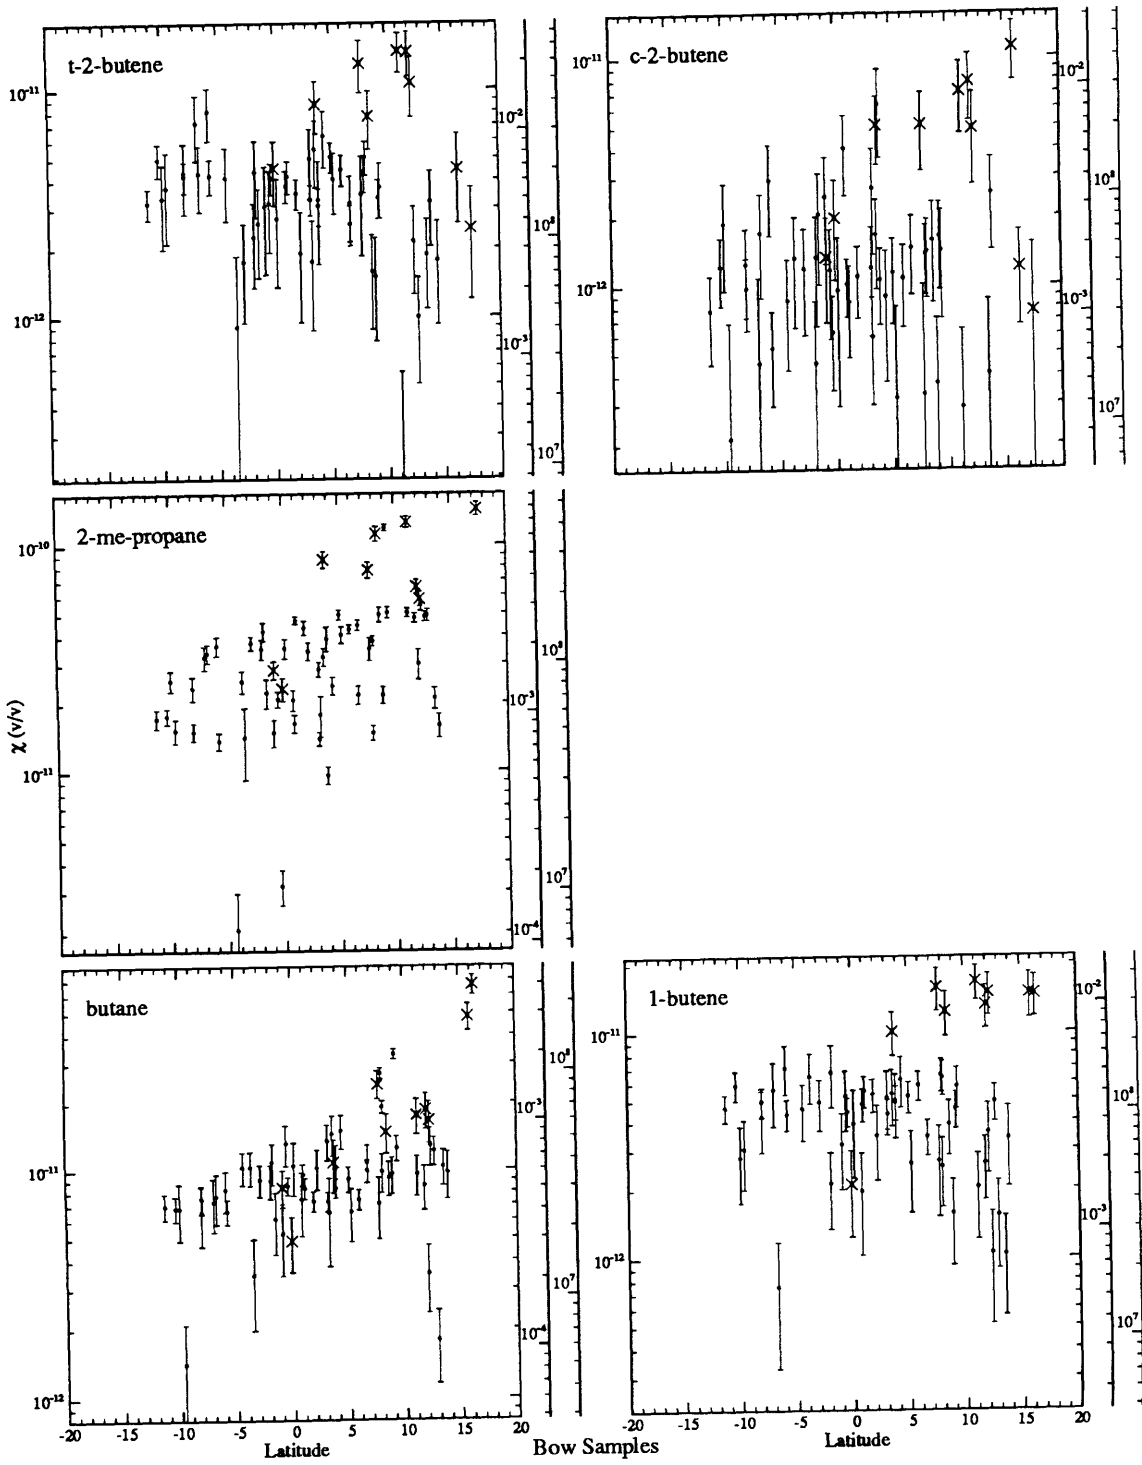 t-2-butene
10⁻¹¹
10⁻¹²
10⁻²
10⁸
10⁻³
10⁷
c-2-butene
10⁻¹¹
10⁻¹²
10⁻²
10⁸
10⁻³
10⁷
2-me-propane
10⁻¹⁰
10⁻¹¹
χ (v/v)
10⁸
10⁻³
10⁷
10⁻⁴
butane
10⁻¹¹
10⁻¹²
10⁸
10⁻³
10⁷
10⁻⁴
-20 -15 -10 -5 0 5 10 15 20
Latitude
1-butene
10⁻¹¹
10⁻¹²
10⁻²
10⁸
10⁻³
10⁷
-20 -15 -10 -5 0 5 10 15 20
Latitude
Bow Samples